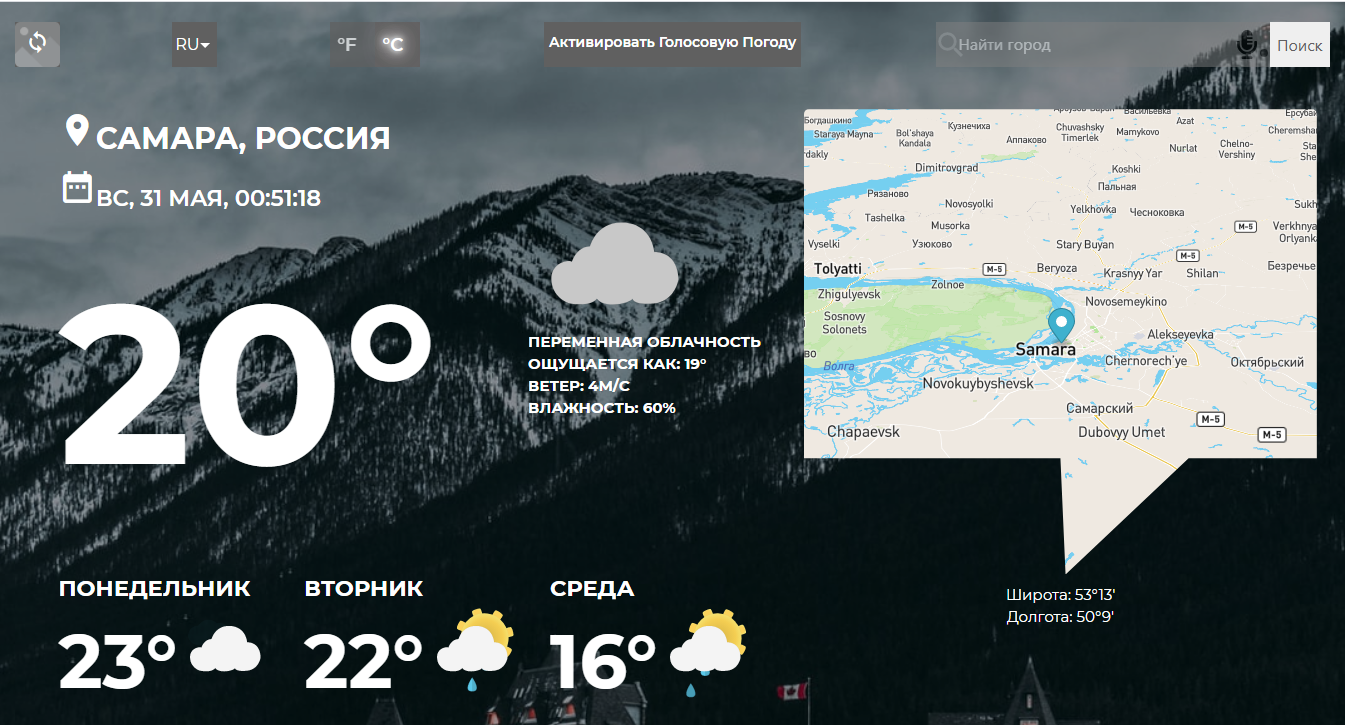 RU
°F °C
Активировать Голосовую Погоду
Найти город
Поиск
САМАРА, РОССИЯ
ВС, 31 МАЯ, 00:51:18
20°
ПЕРЕМЕННАЯ ОБЛАЧНОСТЬ
ОЩУЩАЕТСЯ КАК: 19°
ВЕТЕР: 4М/С
ВЛАЖНОСТЬ: 60%
Богдашкино
Васильевка
Staraya Mayna
Bol'shaya
Kandala
Кузнечиха
Аппаково
Chuvashsky
Timerlek
Mamykovo
Azat
Nurlat
Chelno-
Vershiny
Dimitrovgrad
Koshki
Пальная
Рязаново
Novosyolki
Yelkhovka
Чесноковка
Tashelka
Musorka
Vyselki
Узюково
Stary Buyan
M-5
Tolyatti
M-5
Beryoza
Krasnyy Yar
M-5
Shilan
Безречье
Zhigulyevsk
Zolnoe
Novosemeykino
Sosnovy
Solonets
Samara
Alekseyevka
Волга
Chernorech'ye
Октябрьский
Novokuybyshevsk
Самарский
M-5
Chapaevsk
Dubovyy Umet
M-5
Широта: 53°13'
Долгота: 50°9'
ПОНЕДЕЛЬНИК
23°
ВТОРНИК
22°
СРЕДА
16°